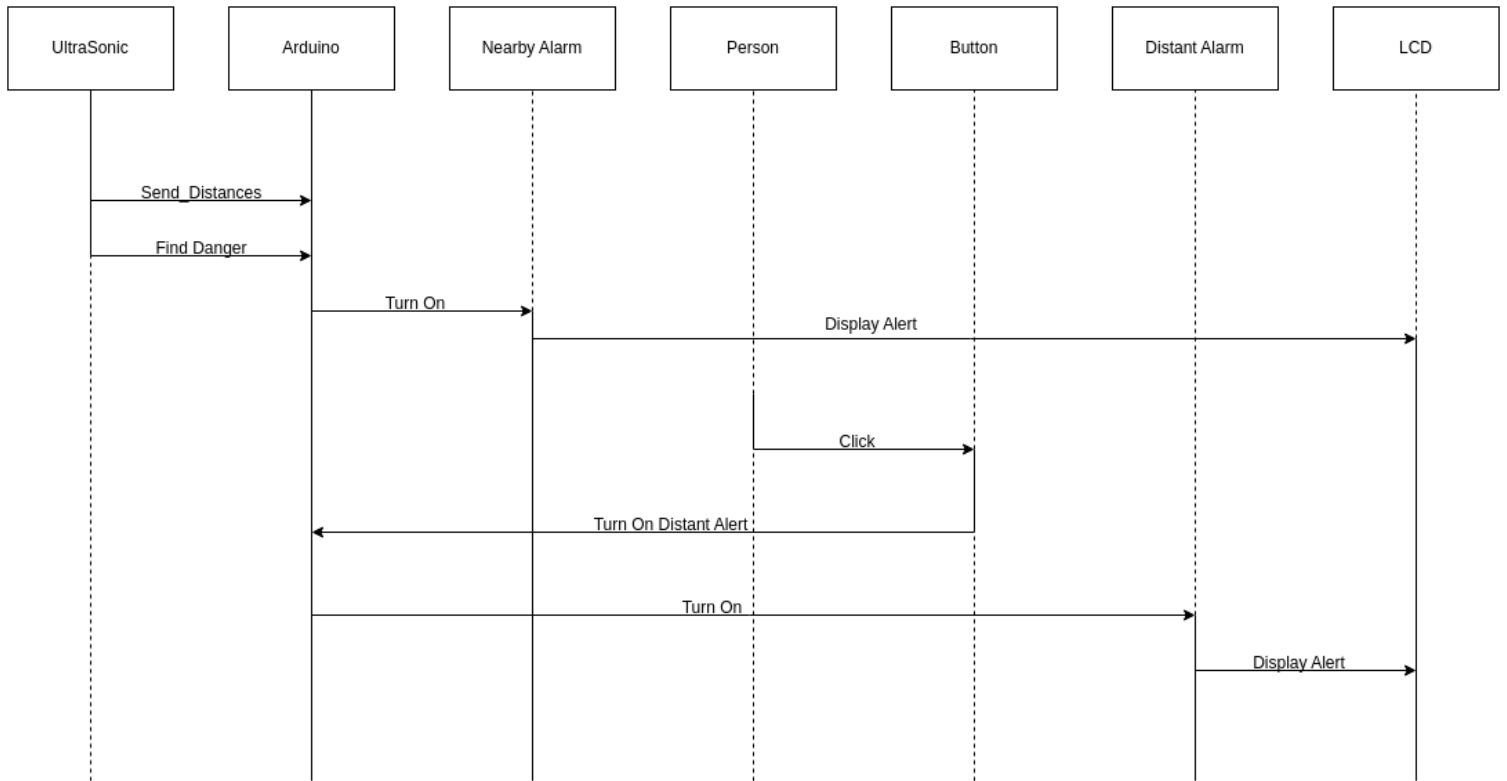 UltraSonic
Arduino
Nearby Alarm
Person
Button
Distant Alarm
LCD
Send_Distances
Find Danger
Turn On
Display Alert
Click
Turn On Distant Alert
Turn On
Display Alert